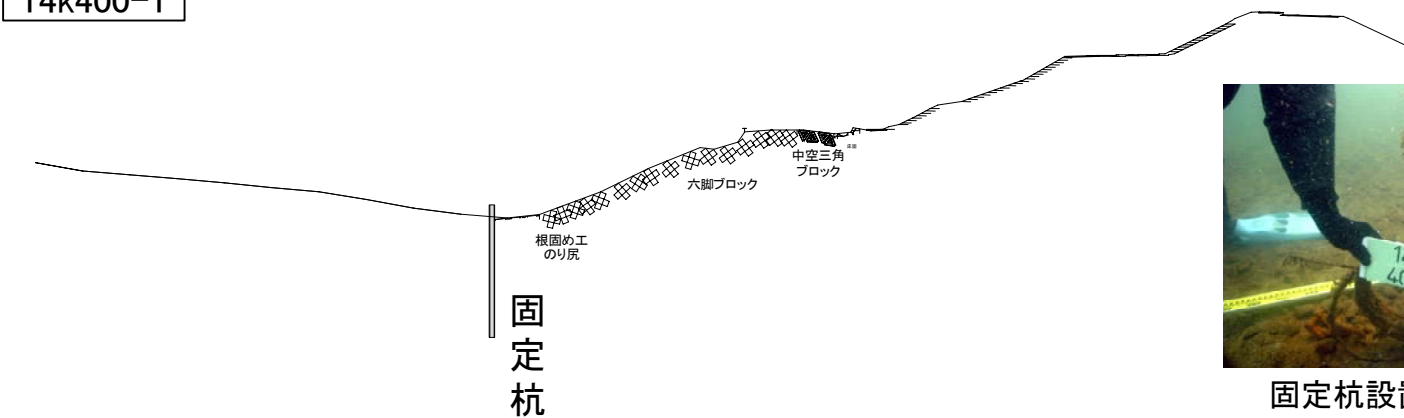 14k400-1
中空三角
ブロック
六脚ブロック
根固め工
のり尻
固定杭
固定杭設